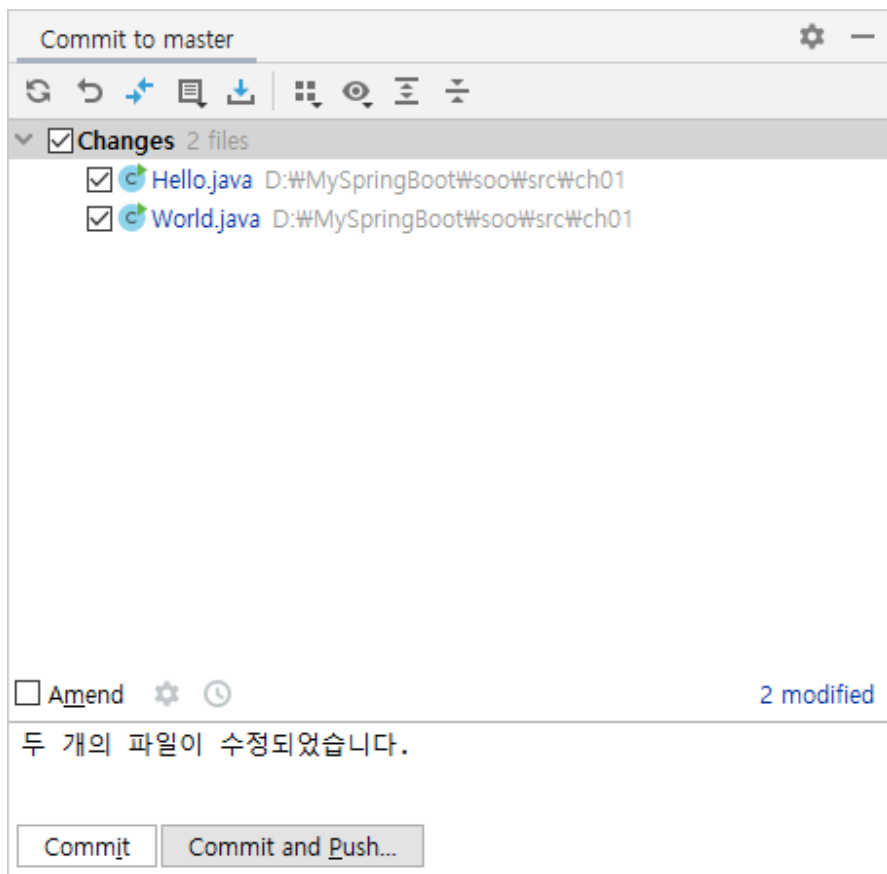 Commit to master
Changes 2 files
Hello.java D:₩MySpringBoot₩soo₩src₩ch01
World.java D:₩MySpringBoot₩soo₩src₩ch01
Amend 2 modified
두 개의 파일이 수정되었습니다.
Commit Commit and Push...